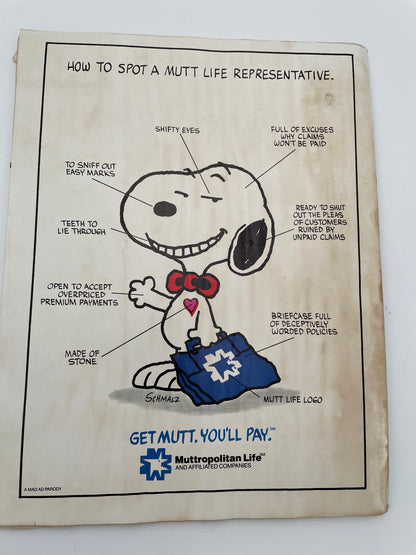 HOW TO SPOT A MUTT LIFE REPRESENTATIVE.
SHIFTY EYES
FULL OF EXCUSES
WHY CLAIMS
WON'T BE PAID
TO SNIFF OUT
EASY MARKS
READY TO SHUT
OUT THE PLEAS
OF CUSTOMERS
RUINED BY
UNPAID CLAIMS
TEETH TO
LIE THROUGH
OPEN TO ACCEPT
OVERPRICED
PREMIUM PAYMENTS
BRIEFCASE FULL
OF DECEPTIVELY
WORDED POLICIES
MADE OF
STONE
SCHMALZ
MUTT LIFE LOGO
GET MUTT. YOU'LL PAY.℠
Muttropolitan Life™
AND AFFILIATED COMPANIES
A MAD AD PARODY